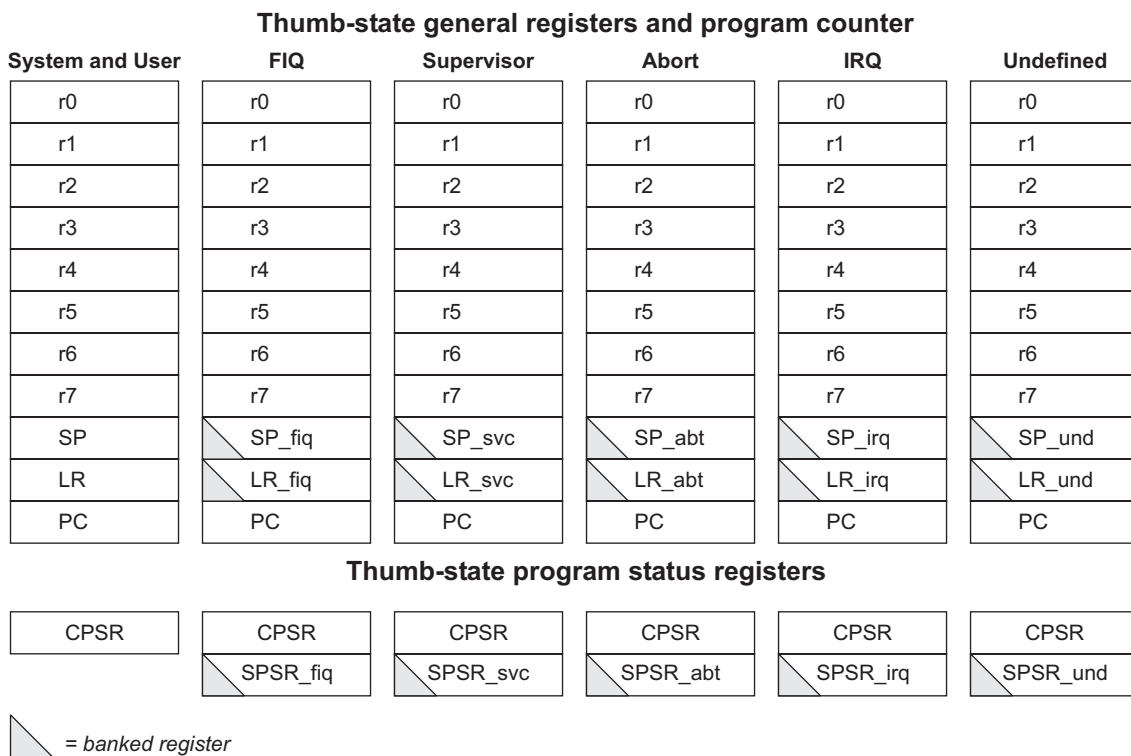 Thumb-state general registers and program counter
System and User FIQ Supervisor Abort IRQ Undefined
r0 r0 r0 r0 r0 r0
r1 r1 r1 r1 r1 r1
r2 r2 r2 r2 r2 r2
r3 r3 r3 r3 r3 r3
r4 r4 r4 r4 r4 r4
r5 r5 r5 r5 r5 r5
r6 r6 r6 r6 r6 r6
r7 r7 r7 r7 r7 r7
SP SP_fiq SP_svc SP_abt SP_irq SP_und
LR LR_fiq LR_svc LR_abt LR_irq LR_und
PC PC PC PC PC PC
Thumb-state program status registers
CPSR CPSR CPSR CPSR CPSR CPSR
SPSR_fiq SPSR_svc SPSR_abt SPSR_irq SPSR_und
= banked register